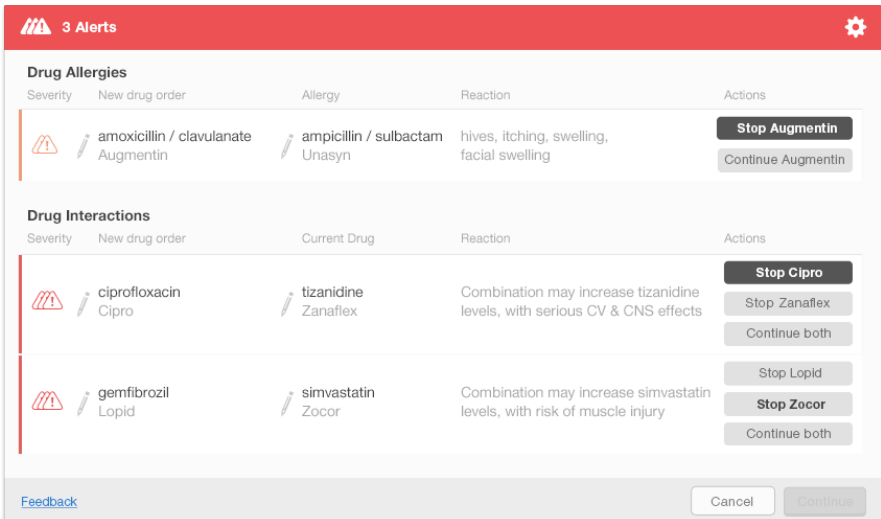 3 Alerts
Drug Allergies
Severity New drug order Allergy Reaction Actions
amoxicillin / clavulanate ampicillin / sulbactam hives, itching, swelling, Stop Augmentin
Augmentin Unasyn facial swelling Continue Augmentin
Drug Interactions
Severity New drug order Current Drug Reaction Actions
Stop Cipro
ciprofloxacin tizanidine Combination may increase tizanidine Stop Zanaflex
Cipro Zanaflex levels, with serious CV & CNS effects
Continue both
Stop Lopid
gemfibrozil simvastatin Combination may increase simvastatin
Lopid Zocor levels, with risk of muscle injury Stop Zocor
Continue both
Feedback Cancel Continue